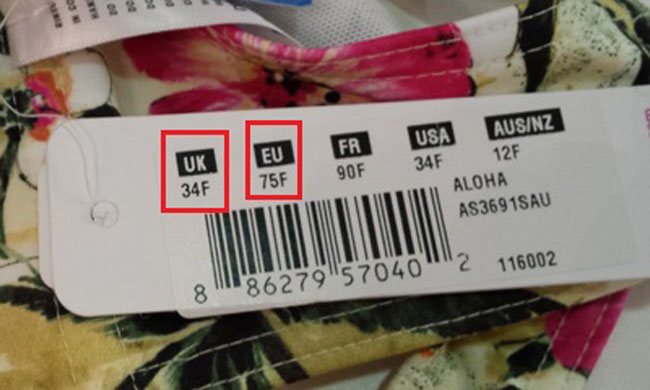 UK EU FR USA AUS/NZ
34F 75F 90F 34F 12F
ALOHA
AS3691SAU
8 86279 57040 2 116002